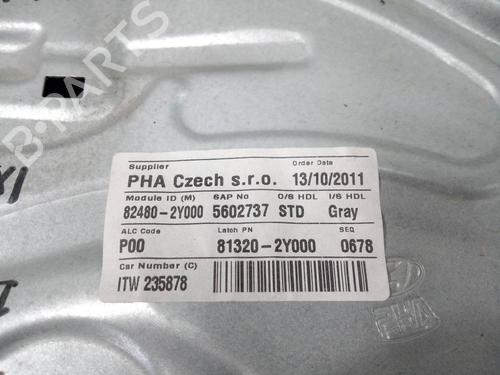 Supplier Order Date
PHA Czech s.r.o. 13/10/2011
Module ID (M) SAP No O/S HDL I/S HDL
82480-2Y000 5602737 STD Gray
ALC Code Latch PN SEQ
P00 81320-2Y000 0678
Car Number (C)
ITW 235878
B-PARTS
PHA